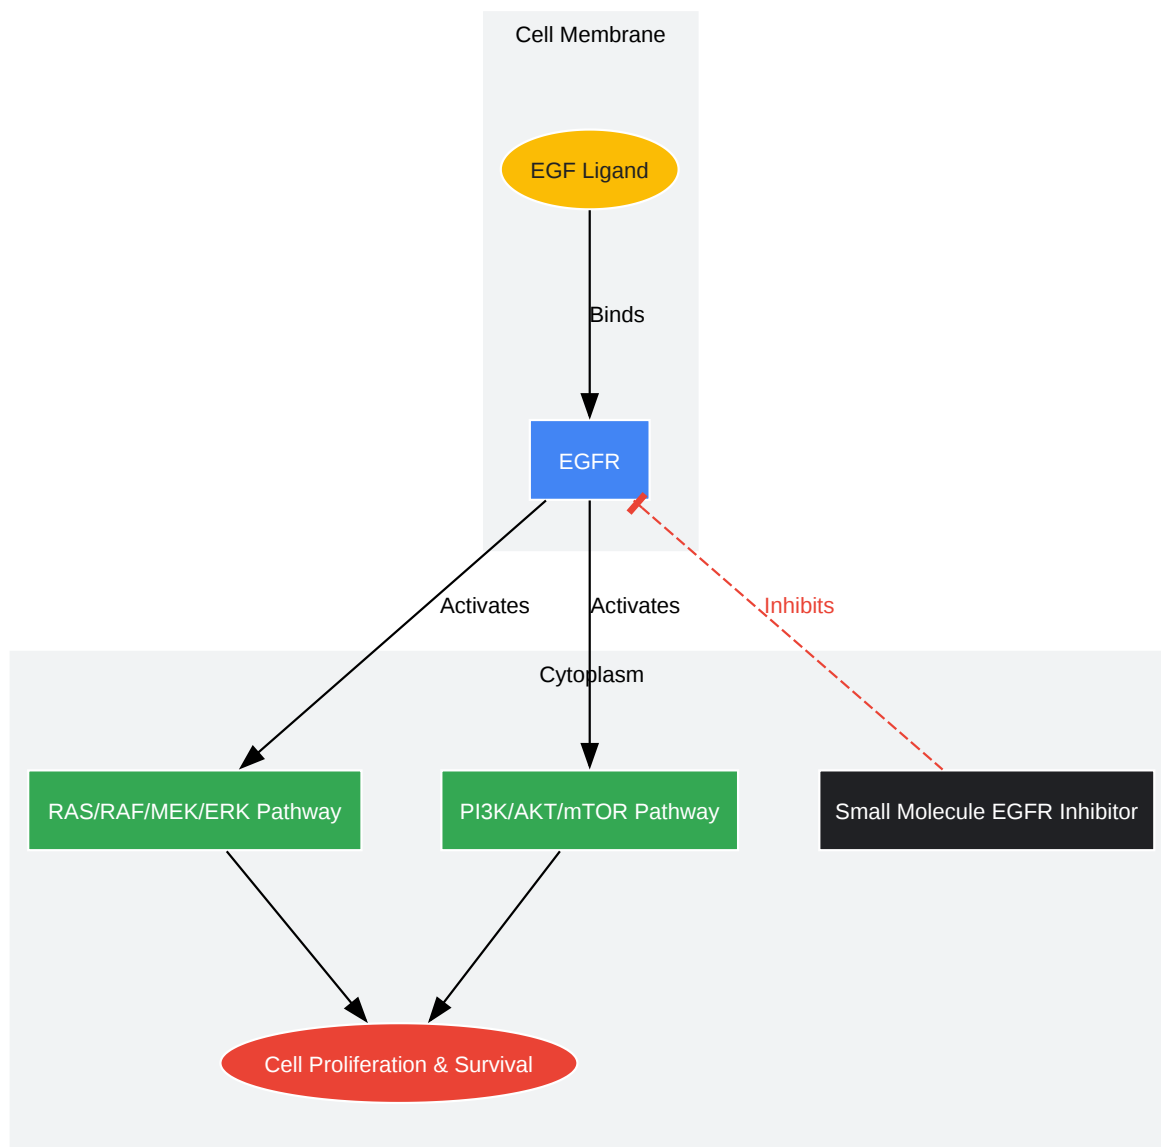 Cell Membrane
EGF Ligand
Binds
EGFR
Activates
Activates
Inhibits
Cytoplasm
RAS/RAF/MEK/ERK Pathway
PI3K/AKT/mTOR Pathway
Small Molecule EGFR Inhibitor
Cell Proliferation & Survival